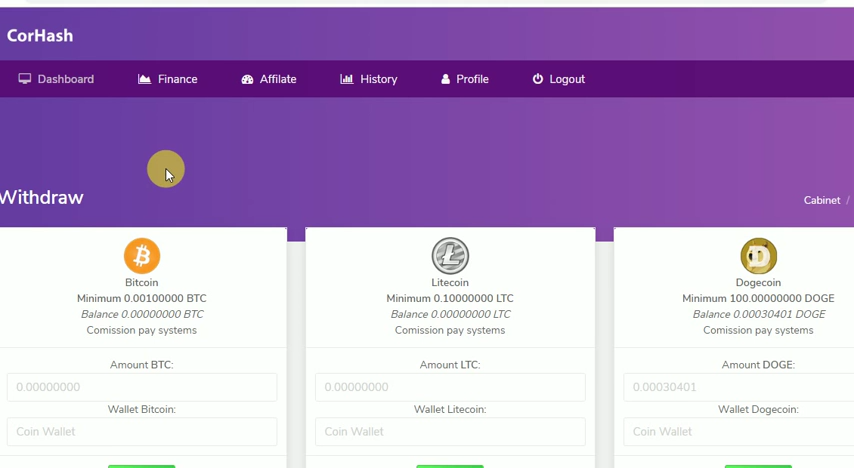 CorHash
Dashboard Finance Affilate History Profile Logout
Withdraw
Cabinet /
Bitcoin
Minimum 0.00100000 BTC
Balance 0.00000000 BTC
Comission pay systems
Amount BTC:
0.00000000
Wallet Bitcoin:
Coin Wallet
Litecoin
Minimum 0.10000000 LTC
Balance 0.00000000 LTC
Comission pay systems
Amount LTC:
0.00000000
Wallet Litecoin:
Coin Wallet
Dogecoin
Minimum 100.00000000 DOGE
Balance 0.00030401 DOGE
Comission pay systems
Amount DOGE:
0.00030401
Wallet Dogecoin:
Coin Wallet